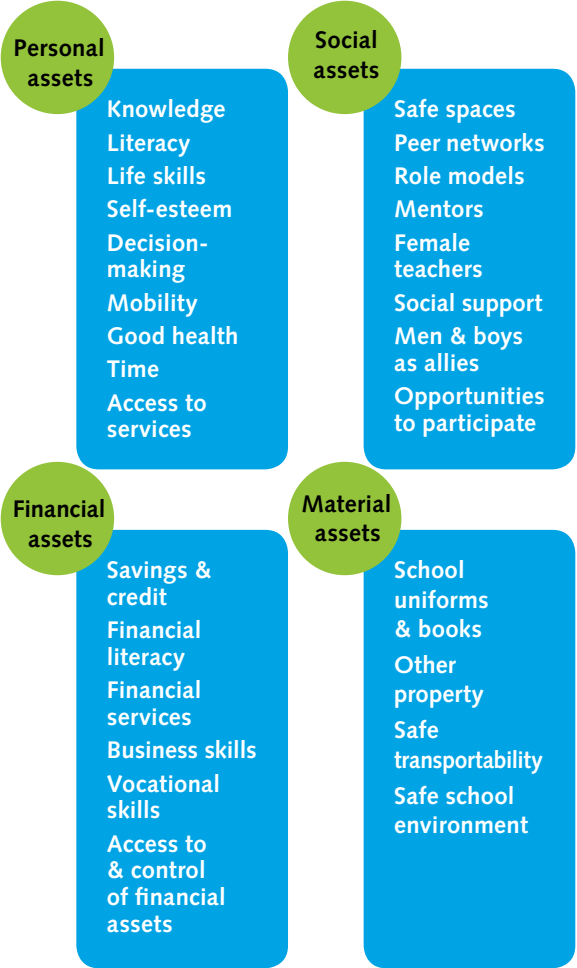 Personal
assets
Knowledge
Literacy
Life skills
Self-esteem
Decision-
making
Mobility
Good health
Time
Access to
services
Social
assets
Safe spaces
Peer networks
Role models
Mentors
Female
teachers
Social support
Men & boys
as allies
Opportunities
to participate
Financial
assets
Savings &
credit
Financial
literacy
Financial
services
Business skills
Vocational
skills
Access to
& control
of financial
assets
Material
assets
School
uniforms
& books
Other
property
Safe
transportability
Safe school
environment